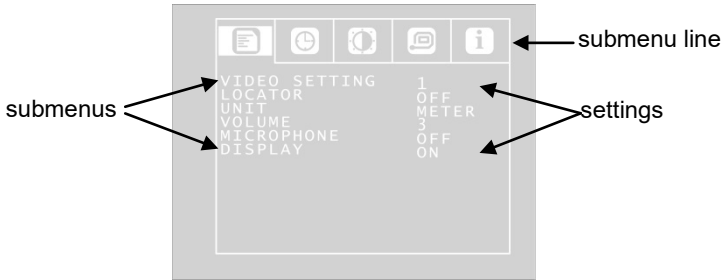 submenu line
VIDEO SETTING 1
LOCATOR OFF
UNIT METER
VOLUME 3
MICROPHONE OFF
DISPLAY ON
submenus
settings